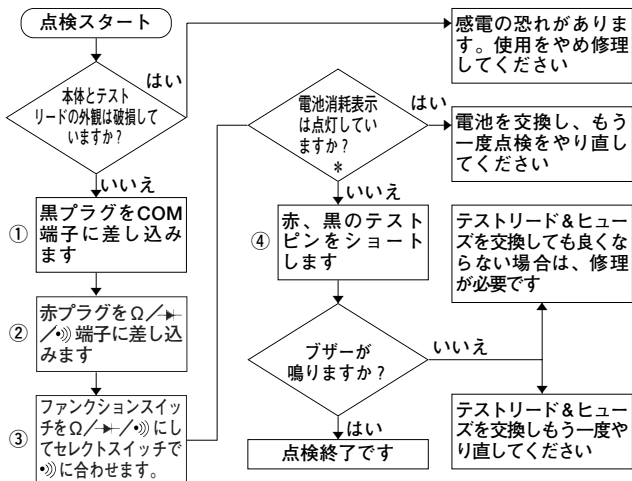 点検スタート
はい
本体とテスト
リードの外観は破損して
いますか？
いいえ
①
黒プラグをCOM
端子に差し込み
ます
②
赤プラグをΩ／
／•))) 端子に差し込
みます
③
ファンクションスイッ
チをΩ／ ／•)))にし
てセレクトスイッチで
•)))に合わせます。
感電の恐れがありま
す。使用をやめ修理
してください
電池消耗表示
は点灯してい
ますか？
*
はい
電池を交換し、もう
一度点検をやり直し
てください
いいえ
④
赤、黒のテスト
ピンをショート
します
ブザーが
鳴りますか？
いいえ
はい
点検終了です
テストリード＆ヒュー
ズを交換しても良くな
らない場合は、修理
が必要です
テストリード＆ヒュー
ズを交換しもう一度や
り直してください